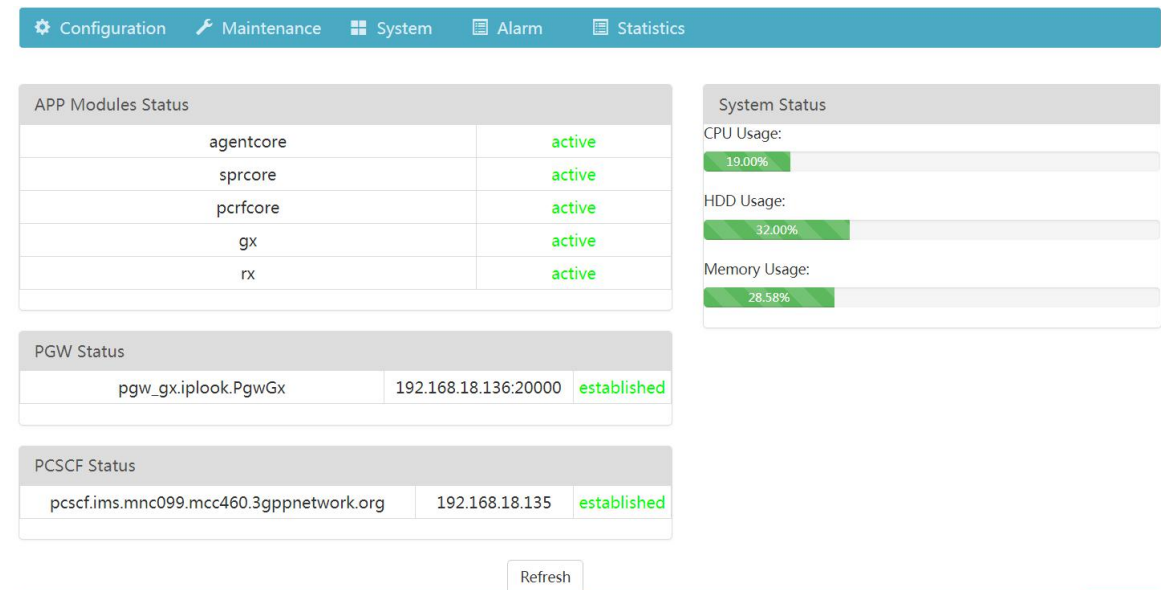 Configuration Maintenance System Alarm Statistics
APP Modules Status
agentcore active
sprcore active
pcrfcore active
gx active
rx active
PGW Status
pgw_gx.iplook.PgwGx 192.168.18.136:20000 established
PCSCF Status
pcscf.ims.mnc099.mcc460.3gppnetwork.org 192.168.18.135 established
System Status
CPU Usage:
19.00%
HDD Usage:
32.00%
Memory Usage:
28.58%
Refresh